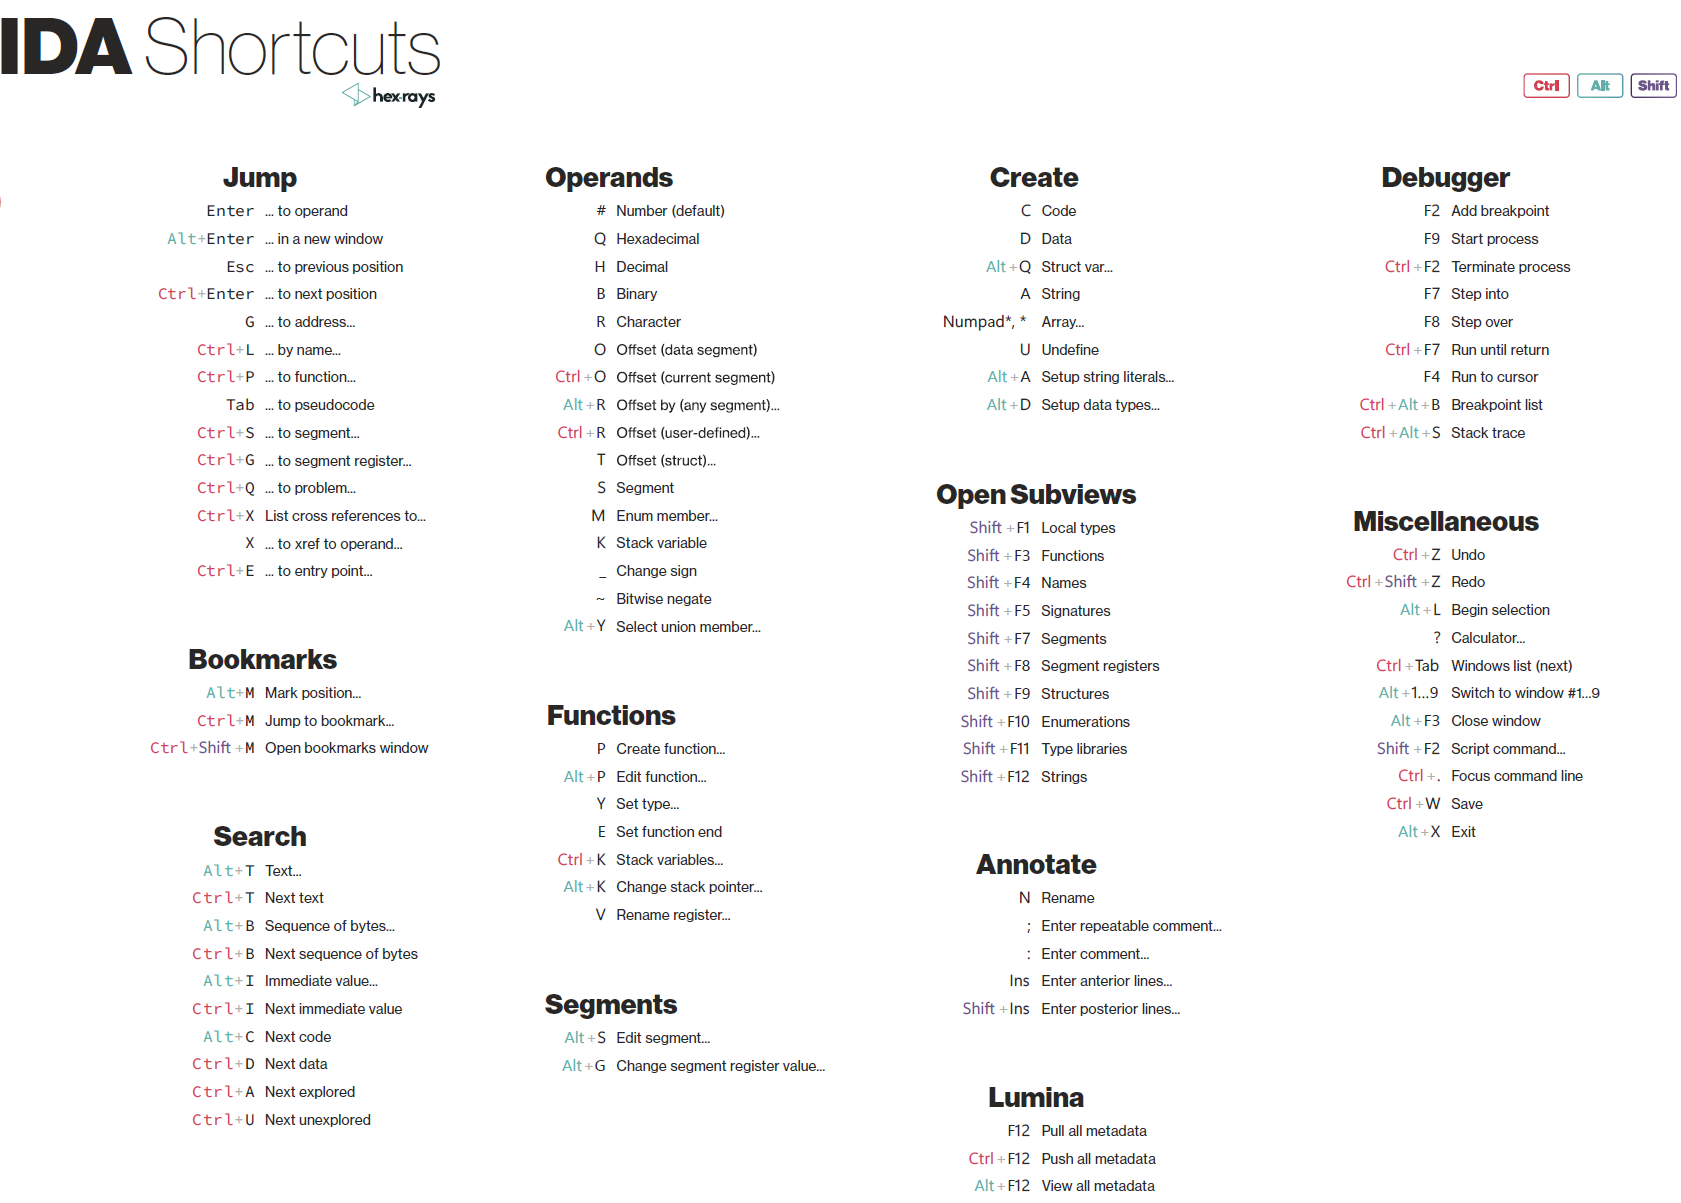 IDA Shortcuts
hex-rays
Ctrl Alt Shift
Jump
Enter ... to operand
Alt+Enter ... in a new window
Esc ... to previous position
Ctrl+Enter ... to next position
G ... to address...
Ctrl+L ... by name...
Ctrl+P ... to function...
Tab ... to pseudocode
Ctrl+S ... to segment...
Ctrl+G ... to segment register...
Ctrl+Q ... to problem...
Ctrl+X List cross references to...
X ... to xref to operand...
Ctrl+E ... to entry point...
Bookmarks
Alt+M Mark position...
Ctrl+M Jump to bookmark...
Ctrl+Shift +M Open bookmarks window
Search
Alt+T Text...
Ctrl+T Next text
Alt+B Sequence of bytes...
Ctrl+B Next sequence of bytes
Alt+I Immediate value...
Ctrl+I Next immediate value
Alt+C Next code
Ctrl+D Next data
Ctrl+A Next explored
Ctrl+U Next unexplored
Operands
# Number (default)
Q Hexadecimal
H Decimal
B Binary
R Character
O Offset (data segment)
Ctrl +O Offset (current segment)
Alt +R Offset by (any segment)...
Ctrl +R Offset (user-defined)...
T Offset (struct)...
S Segment
M Enum member...
K Stack variable
_ Change sign
~ Bitwise negate
Alt +Y Select union member...
Functions
P Create function...
Alt +P Edit function...
Y Set type...
E Set function end
Ctrl +K Stack variables...
Alt +K Change stack pointer...
V Rename register...
Segments
Alt +S Edit segment...
Alt +G Change segment register value...
Create
C Code
D Data
Alt +Q Struct var...
A String
Numpad*, * Array...
U Undefine
Alt +A Setup string literals...
Alt +D Setup data types...
Open Subviews
Shift +F1 Local types
Shift +F3 Functions
Shift +F4 Names
Shift +F5 Signatures
Shift +F7 Segments
Shift +F8 Segment registers
Shift +F9 Structures
Shift +F10 Enumerations
Shift +F11 Type libraries
Shift +F12 Strings
Annotate
N Rename
; Enter repeatable comment...
: Enter comment...
Ins Enter anterior lines...
Shift +Ins Enter posterior lines...
Lumina
F12 Pull all metadata
Ctrl +F12 Push all metadata
Alt +F12 View all metadata
Debugger
F2 Add breakpoint
F9 Start process
Ctrl +F2 Terminate process
F7 Step into
F8 Step over
Ctrl +F7 Run until return
F4 Run to cursor
Ctrl +Alt +B Breakpoint list
Ctrl +Alt +S Stack trace
Miscellaneous
Ctrl +Z Undo
Ctrl +Shift +Z Redo
Alt +L Begin selection
? Calculator...
Ctrl +Tab Windows list (next)
Alt +1...9 Switch to window #1...9
Alt +F3 Close window
Shift +F2 Script command...
Ctrl +. Focus command line
Ctrl +W Save
Alt +X Exit